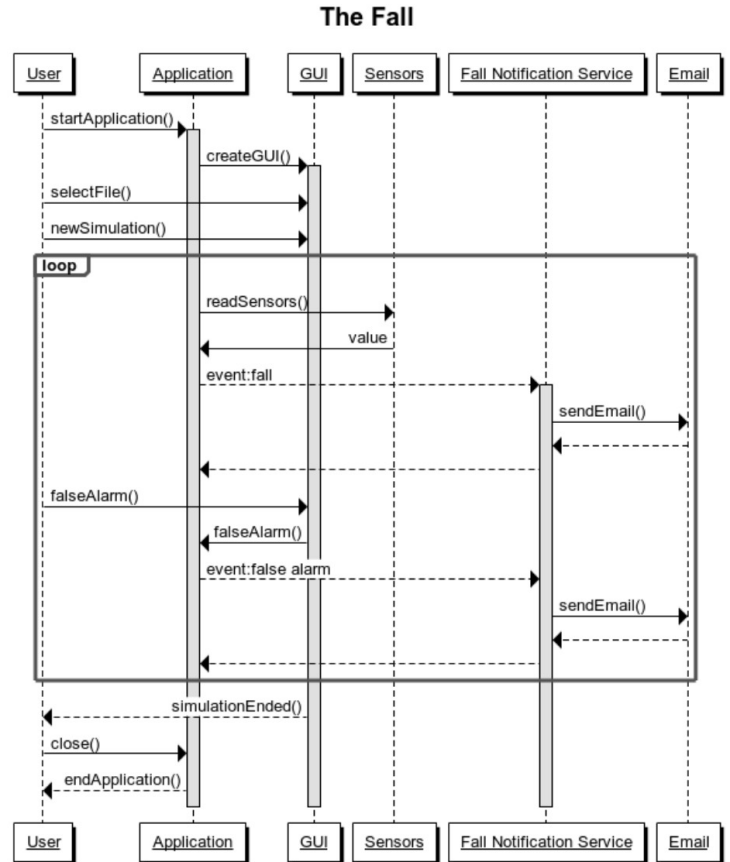 The Fall
User Application GUI Sensors Fall Notification Service Email
startApplication()
createGUI()
selectFile()
newSimulation()
loop
readSensors()
value
event:fall
sendEmail()
falseAlarm()
falseAlarm()
event:false alarm
sendEmail()
simulationEnded()
close()
endApplication()
User Application GUI Sensors Fall Notification Service Email